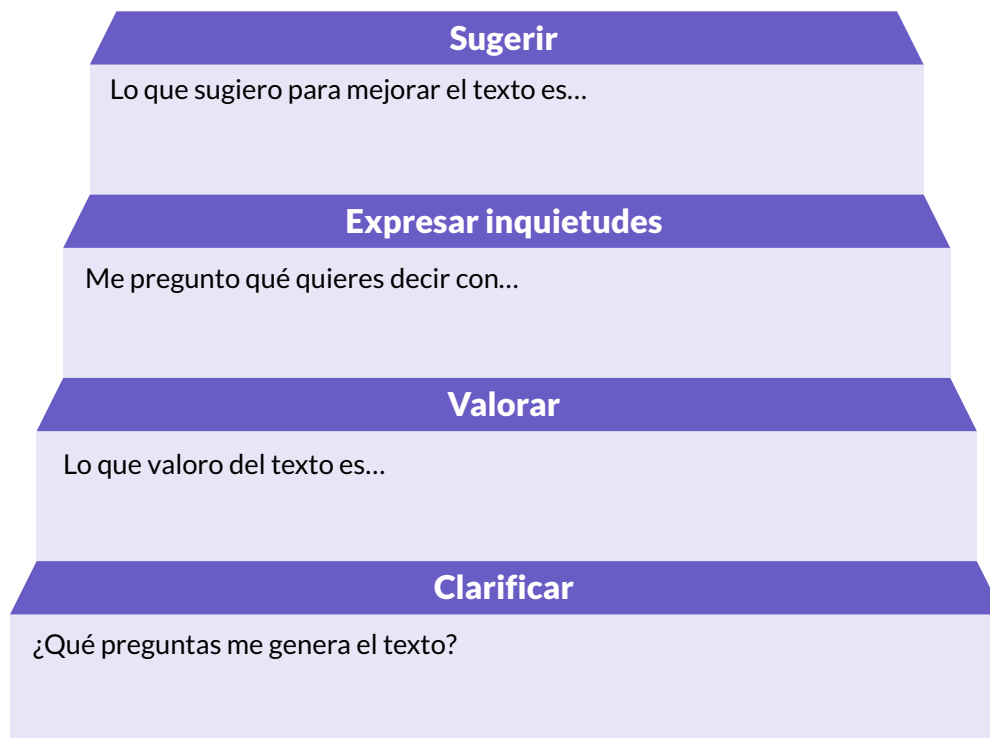 Sugerir
Lo que sugiero para mejorar el texto es...
Expresar inquietudes
Me pregunto qué quieres decir con...
Valorar
Lo que valoro del texto es...
Clarificar
¿Qué preguntas me genera el texto?